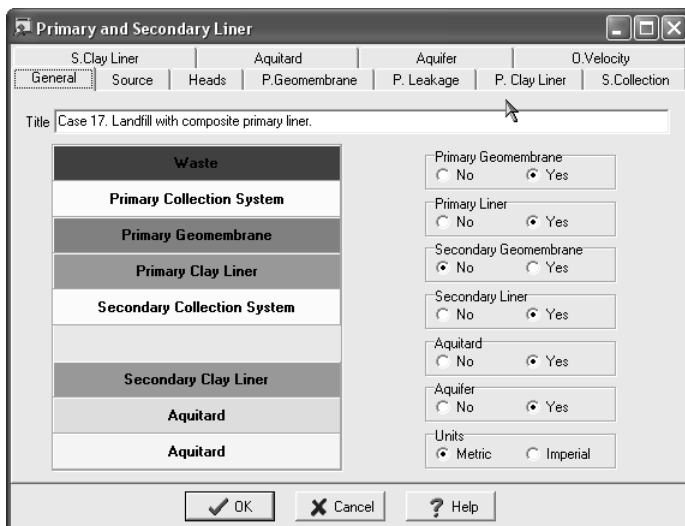 Primary and Secondary Liner
S.Clay Liner Aquitard Aquifer O.Velocity
General Source Heads P.Geomembrane P. Leakage P. Clay Liner S.Collection
Title Case 17. Landfill with composite primary liner.
Waste
Primary Collection System
Primary Geomembrane
Primary Clay Liner
Secondary Collection System
Secondary Clay Liner
Aquitard
Aquitard
Primary Geomembrane
No Yes
Primary Liner
No Yes
Secondary Geomembrane
No Yes
Secondary Liner
No Yes
Aquitard
No Yes
Aquifer
No Yes
Units
Metric Imperial
OK Cancel Help